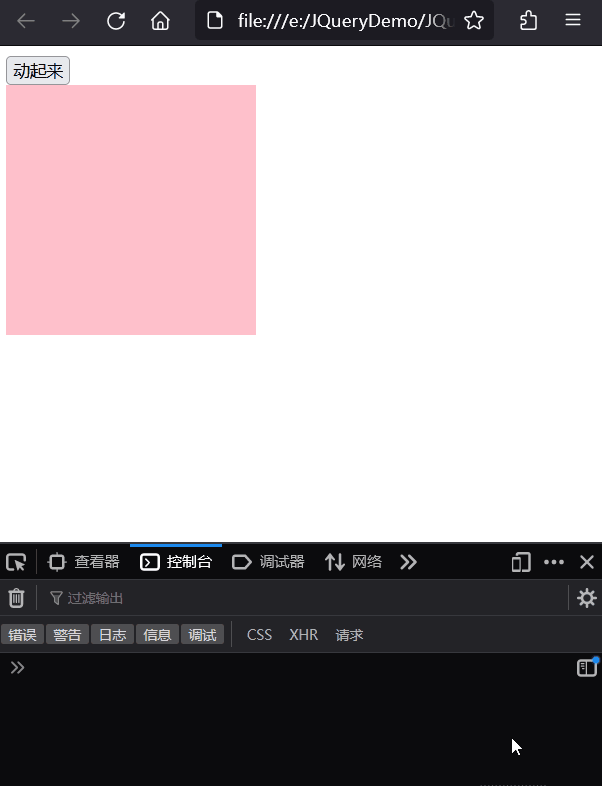 file:///e:/JQueryDemo/JQu
动起来
查看器 控制台 调试器 网络
过滤输出
错误 警告 日志 信息 调试 CSS XHR 请求